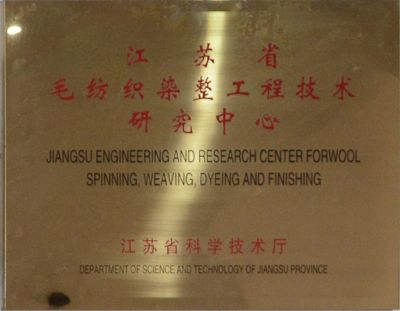 江苏省
毛纺织染整工程技术
研究中心
JIANGSU ENGINEERING AND RESEARCH CENTER FORWOOL
SPINNING, WEAVING, DYEING AND FINISHING
江苏省科学技术厅
DEPARTMENT OF SCIENCE AND TECHNOLOGY OF JIANGSU PROVINCE